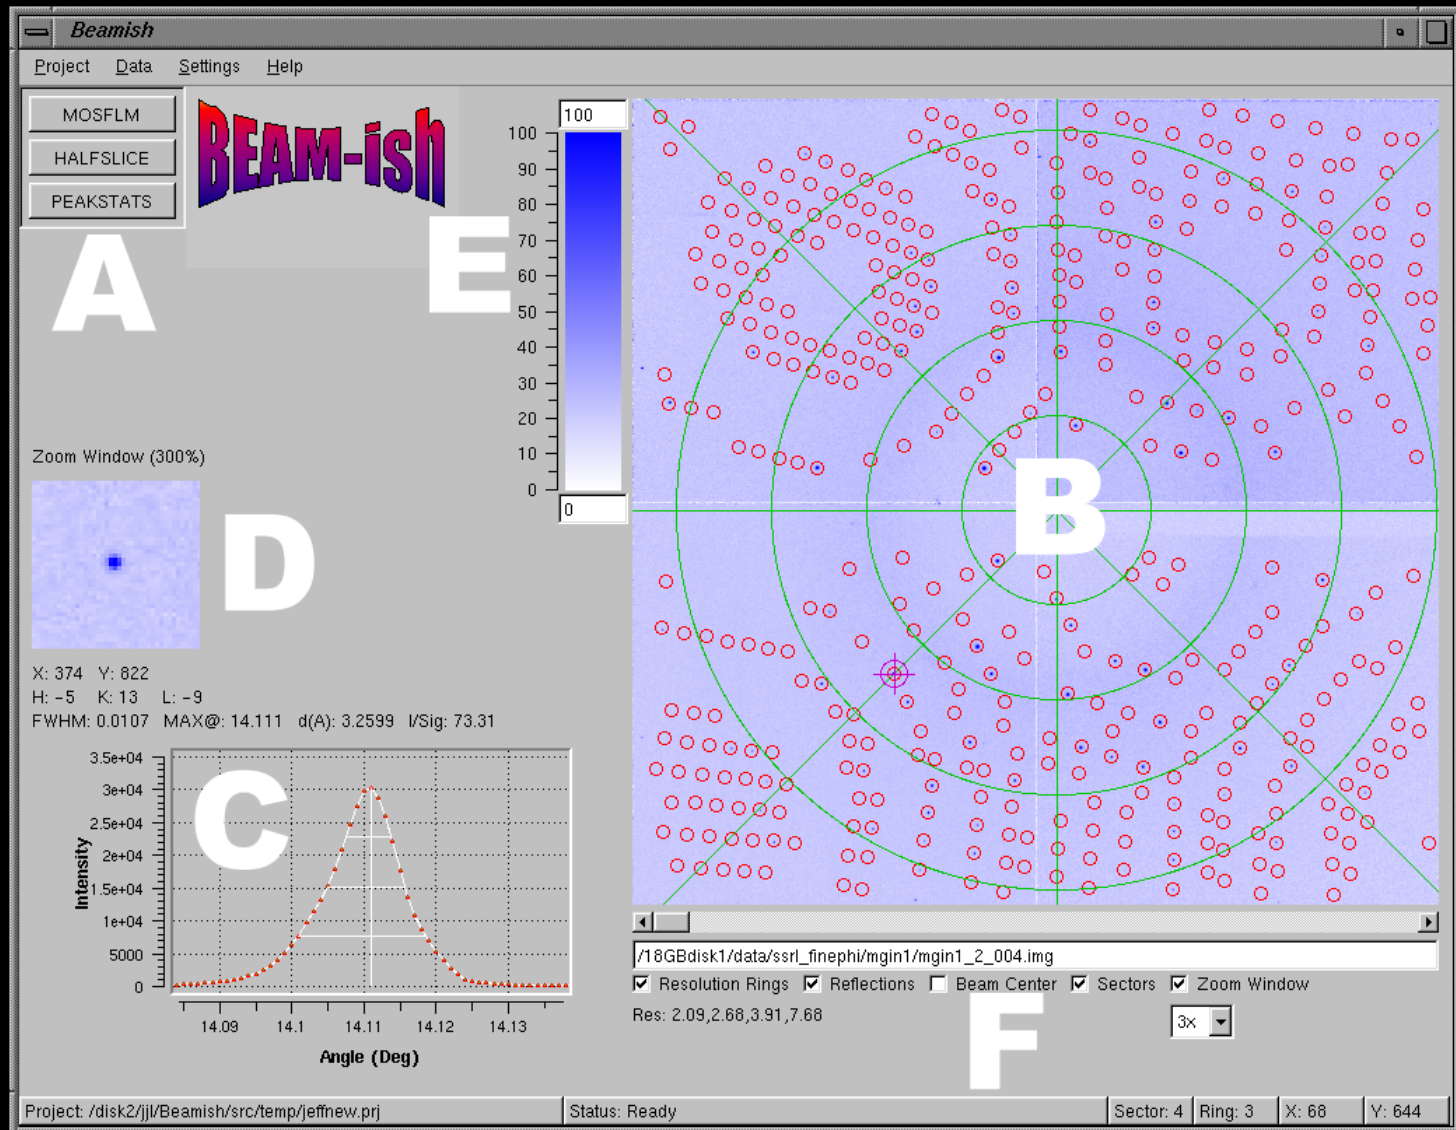 Beamish
Project Data Settings Help
MOSFLM
HALFSLICE
PEAKSTATS
BEAM-ish
A
E
100
100
90
80
70
60
50
40
30
20
10
0
0
B
Zoom Window (300%)
D
X: 374 Y: 822
H: -5 K: 13 L: -9
FWHM: 0.0107 MAX@: 14.111 d(A): 3.2599 I/Sig: 73.31
C
Intensity
3.5e+04
3e+04
2.5e+04
2e+04
1.5e+04
1e+04
5000
0
14.09 14.1 14.11 14.12 14.13
Angle (Deg)
/18GBdisk1/data/ssrl_finephi/mgin1/mgin1_2_004.img
Resolution Rings Reflections Beam Center Sectors Zoom Window
Res: 2.09,2.68,3.91,7.68
3x
F
Project: /disk2/jjl/Beamish/src/temp/jeffnew.prj Status: Ready Sector: 4 Ring: 3 X: 68 Y: 644